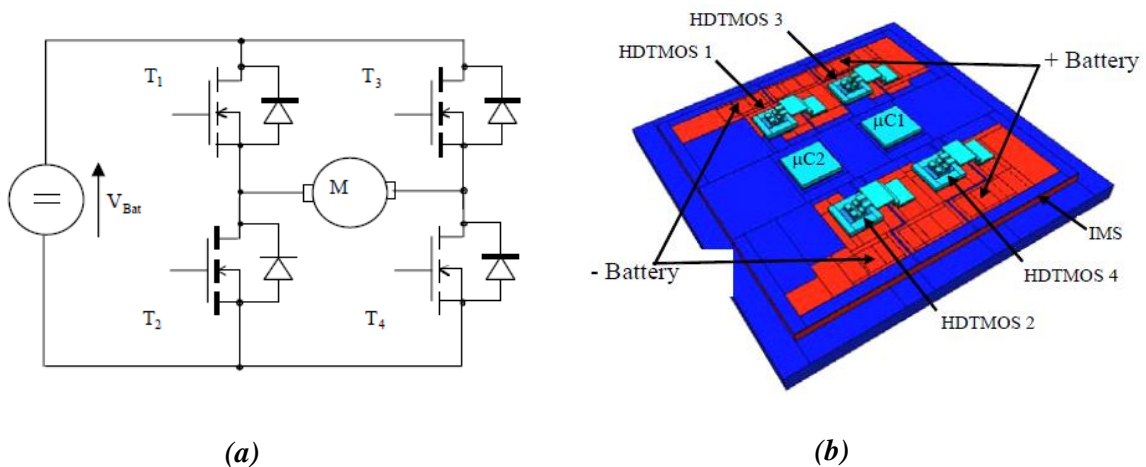 T1
T3
VBat
M
T2
T4
(a)
HDTMOS 3
HDTMOS 1
+ Battery
μC1
μC2
IMS
- Battery
HDTMOS 4
HDTMOS 2
(b)